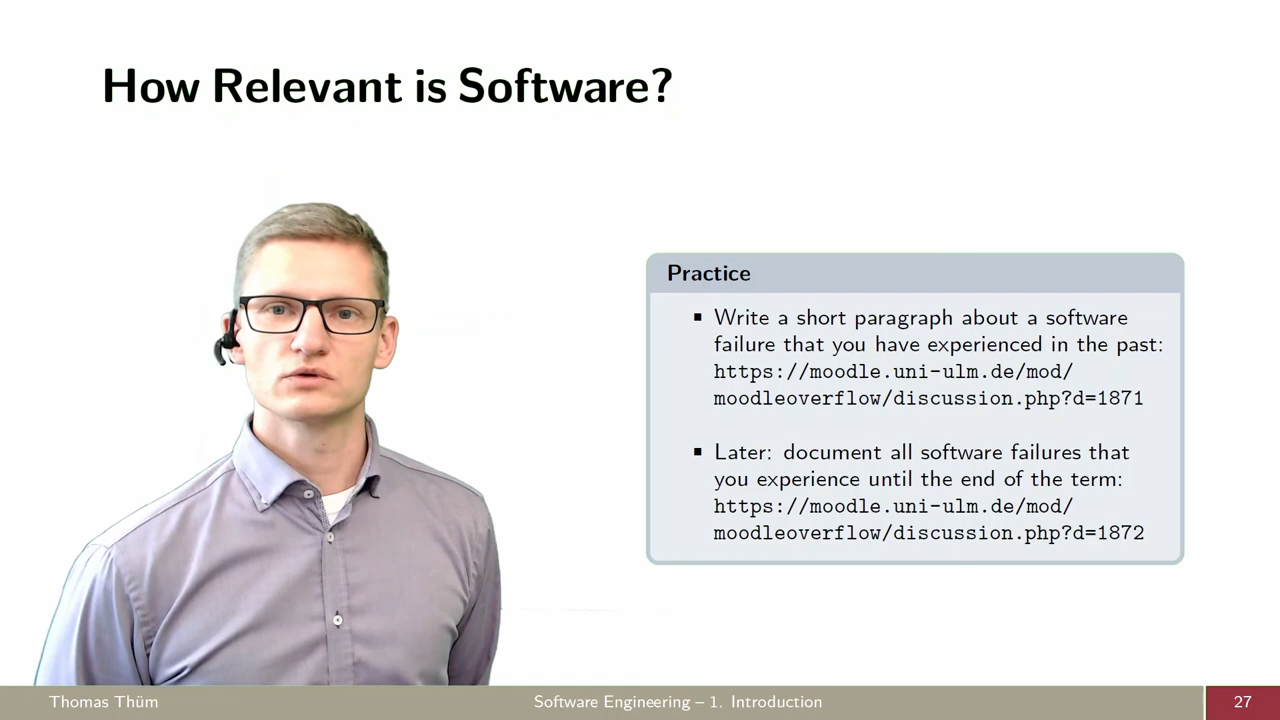 How Relevant is Software?
Practice
▪ Write a short paragraph about a software
failure that you have experienced in the past:
https://moodle.uni-ulm.de/mod/
moodleoverflow/discussion.php?d=1871
▪ Later: document all software failures that
you experience until the end of the term:
https://moodle.uni-ulm.de/mod/
moodleoverflow/discussion.php?d=1872
Thomas Thüm
Software Engineering – 1. Introduction
27